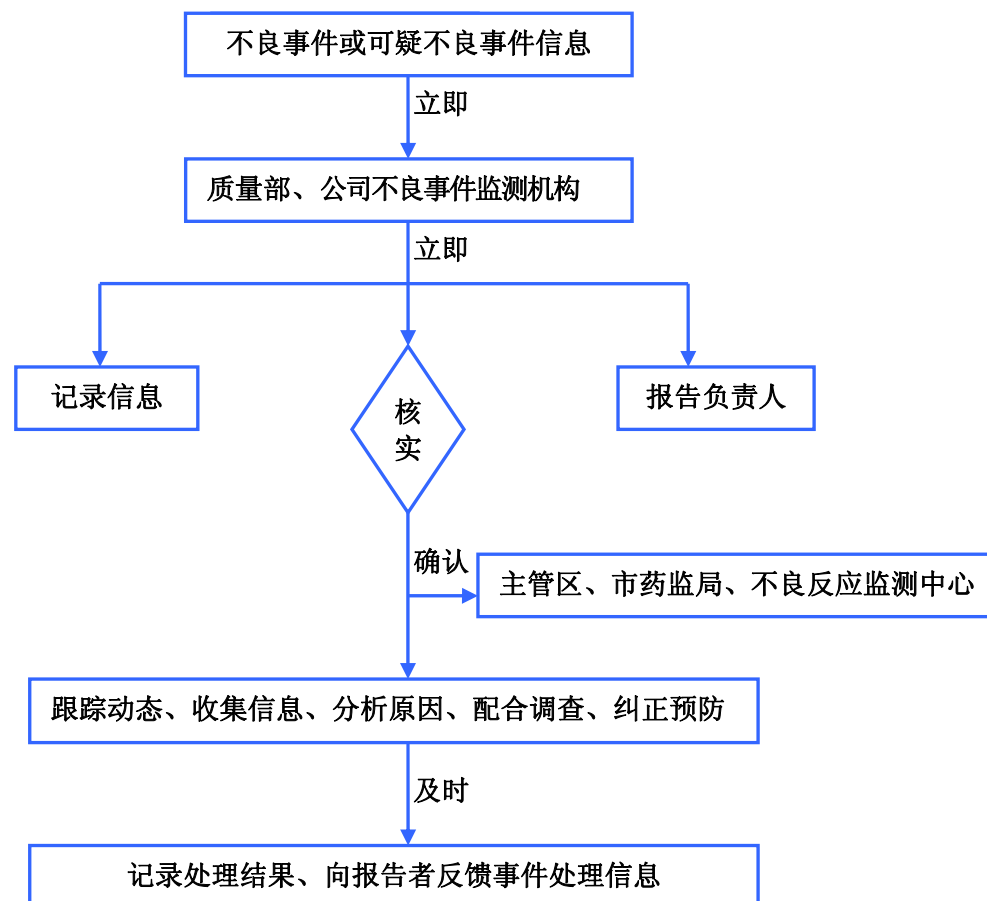 不良事件或可疑不良事件信息
立即
质量部、公司不良事件监测机构
立即
记录信息
报告负责人
核
实
确认
主管区、市药监局、不良反应监测中心
跟踪动态、收集信息、分析原因、配合调查、纠正预防
及时
记录处理结果、向报告者反馈事件处理信息